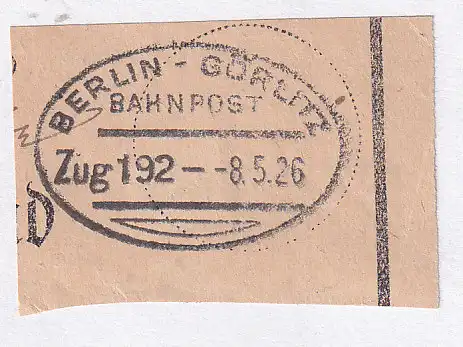 BERLIN - GÖRLITZ
BAHNPOST
Zug 192 - -8.5.26
D